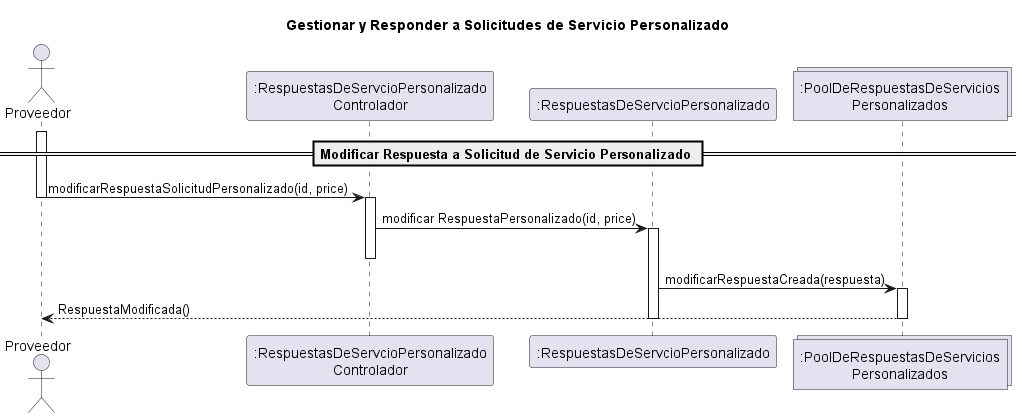 Gestionar y Responder a Solicitudes de Servicio Personalizado
Proveedor
:RespuestasDeServcioPersonalizado
Controlador
:RespuestasDeServcioPersonalizado
:PoolDeRespuestasDeServicios
Personalizados
Modificar Respuesta a Solicitud de Servicio Personalizado
modificarRespuestaSolicitudPersonalizado(id, price)
modificar RespuestaPersonalizado(id, price)
modificarRespuestaCreada(respuesta)
RespuestaModificada()
Proveedor
:RespuestasDeServcioPersonalizado
Controlador
:RespuestasDeServcioPersonalizado
:PoolDeRespuestasDeServicios
Personalizados